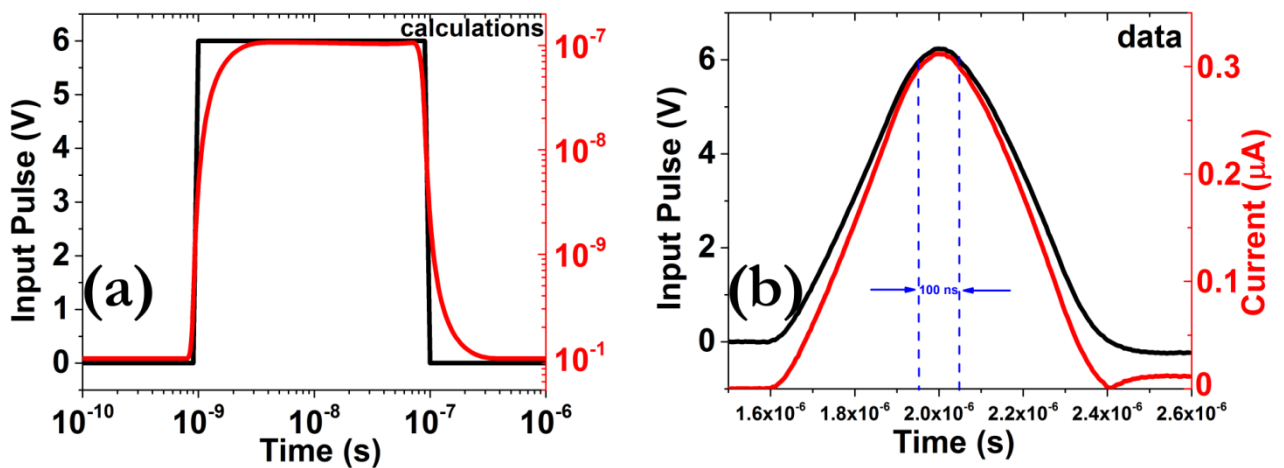 calculations
Input Pulse (V)
6
5
4
3
2
1
0
10⁻⁷
10⁻⁸
10⁻⁹
10⁻¹
(a)
10⁻¹⁰ 10⁻⁹ 10⁻⁸ 10⁻⁷ 10⁻⁶
Time (s)
data
Input Pulse (V)
6
4
2
0
0.3
0.2
0.1
0
Current (μA)
(b)
100 ns
1.6x10⁻⁶ 1.8x10⁻⁶ 2.0x10⁻⁶ 2.2x10⁻⁶ 2.4x10⁻⁶ 2.6x10⁻⁶
Time (s)